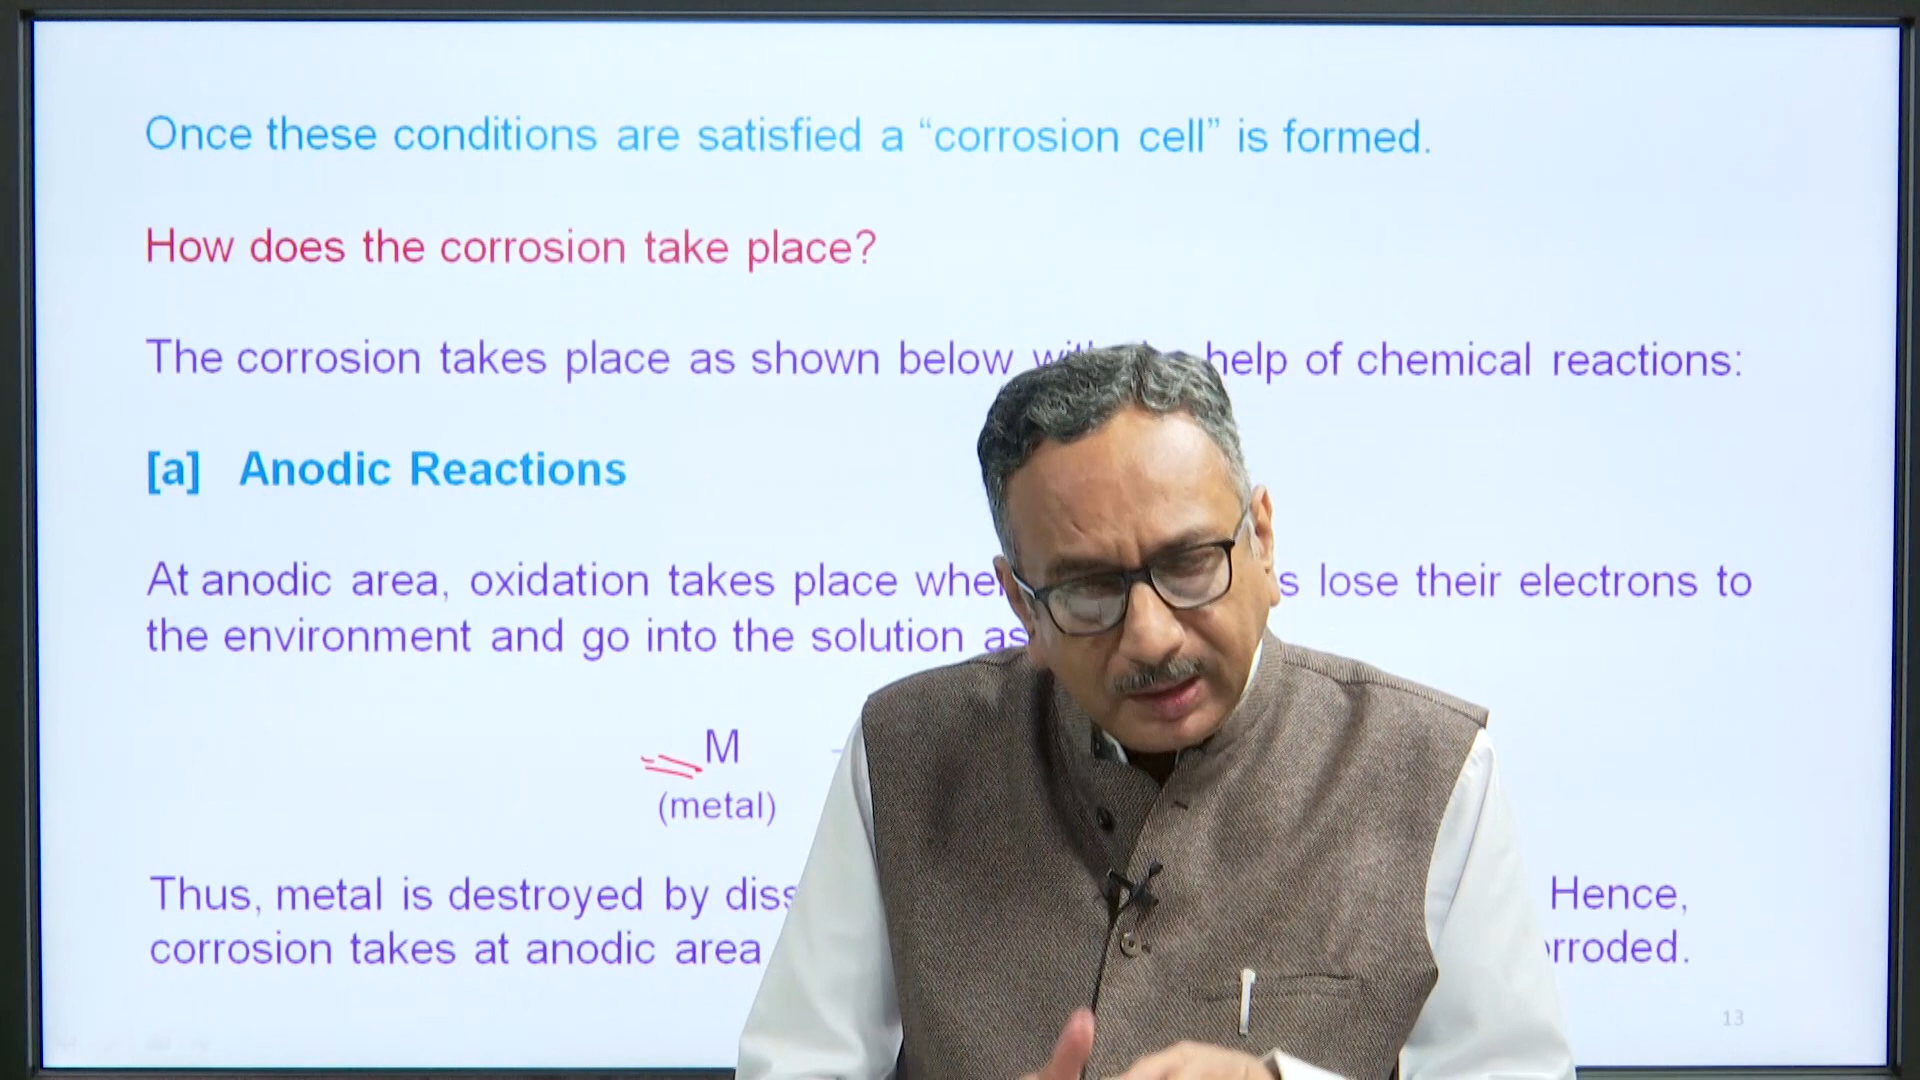 Once these conditions are satisfied a “corrosion cell” is formed.
How does the corrosion take place?
The corrosion takes place as shown below help of chemical reactions:
[a] Anodic Reactions
At anodic area, oxidation takes place lose their electrons to
the environment and go into the solution as
M
(metal)
Thus, metal is destroyed by Hence,
corrosion takes at anodic area
13